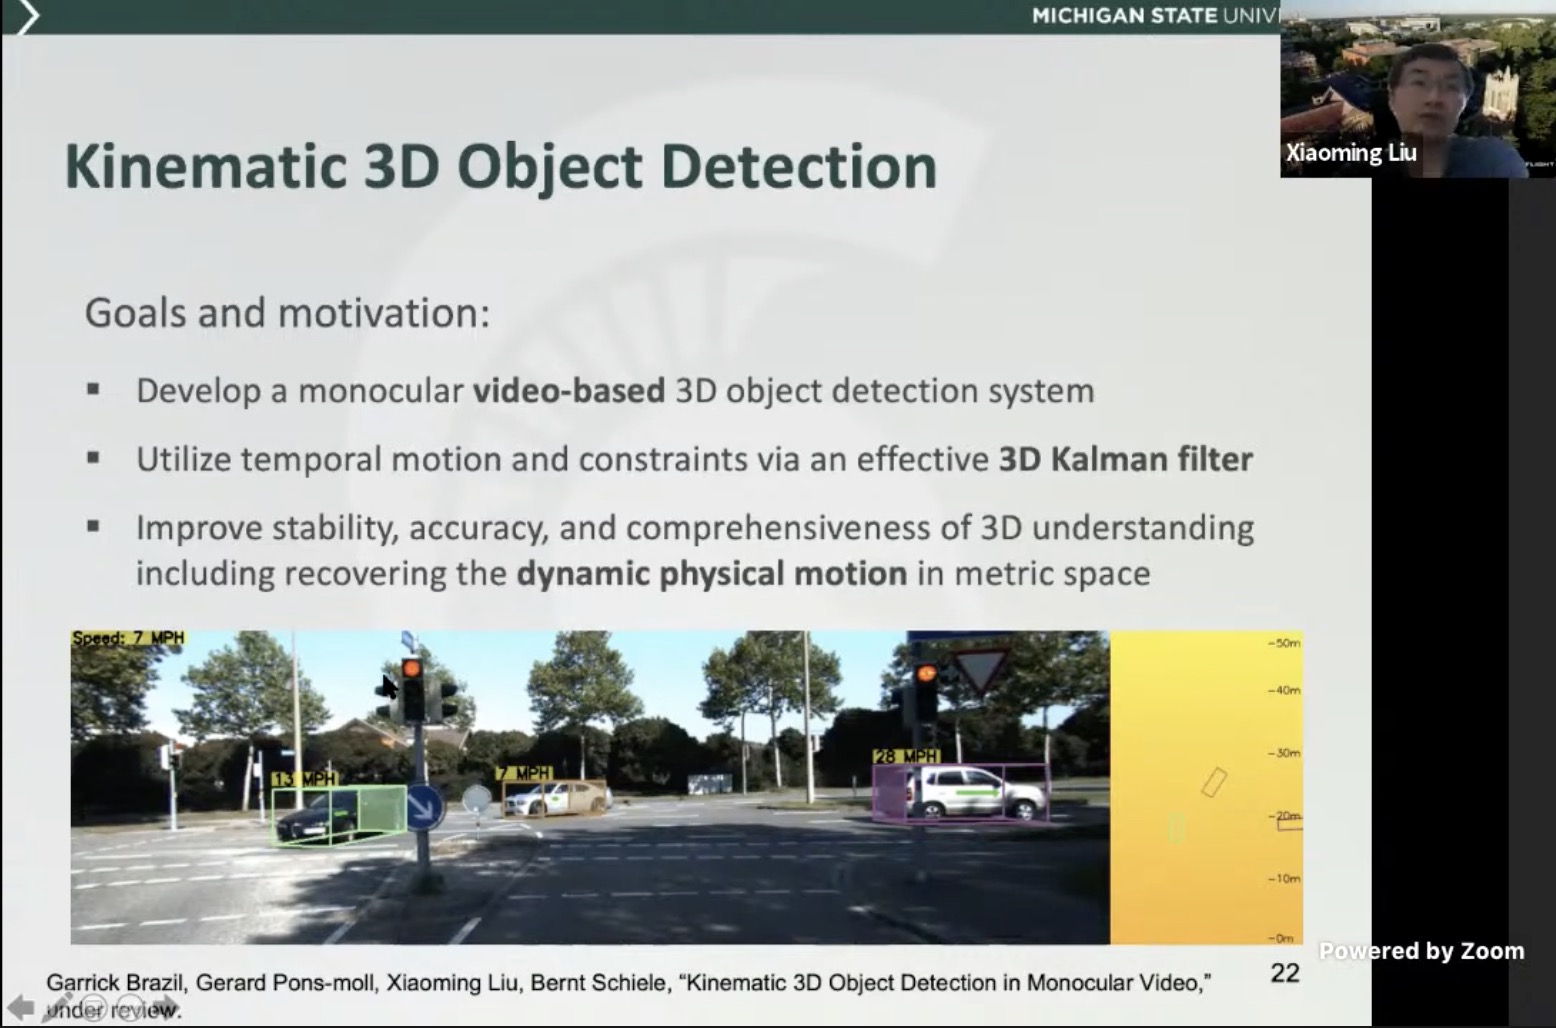 MICHIGAN STATE UNIV
Xiaoming Liu
Kinematic 3D Object Detection
Goals and motivation:
▪ Develop a monocular video-based 3D object detection system
▪ Utilize temporal motion and constraints via an effective 3D Kalman filter
▪ Improve stability, accuracy, and comprehensiveness of 3D understanding
including recovering the dynamic physical motion in metric space
Speed: 7 MPH
13 MPH
7 MPH
28 MPH
-50m
-40m
-30m
-20m
-10m
-0m
Powered by Zoom
Garrick Brazil, Gerard Pons-moll, Xiaoming Liu, Bernt Schiele, “Kinematic 3D Object Detection in Monocular Video,”
under review.
22